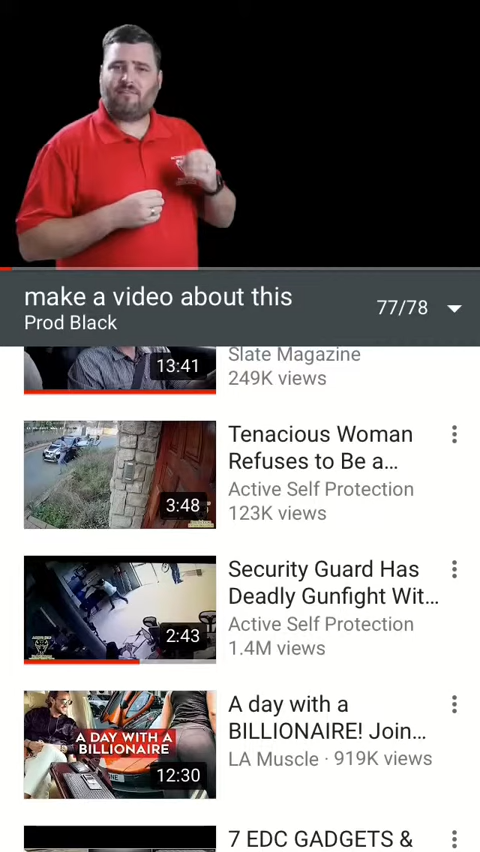 make a video about this
Prod Black
77/78
13:41
Slate Magazine
249K views
3:48
Tenacious Woman
Refuses to Be a...
Active Self Protection
123K views
2:43
Security Guard Has
Deadly Gunfight Wit...
Active Self Protection
1.4M views
A DAY WITH A
BILLIONAIRE
12:30
A day with a
BILLIONAIRE! Join...
LA Muscle · 919K views
7 EDC GADGETS &